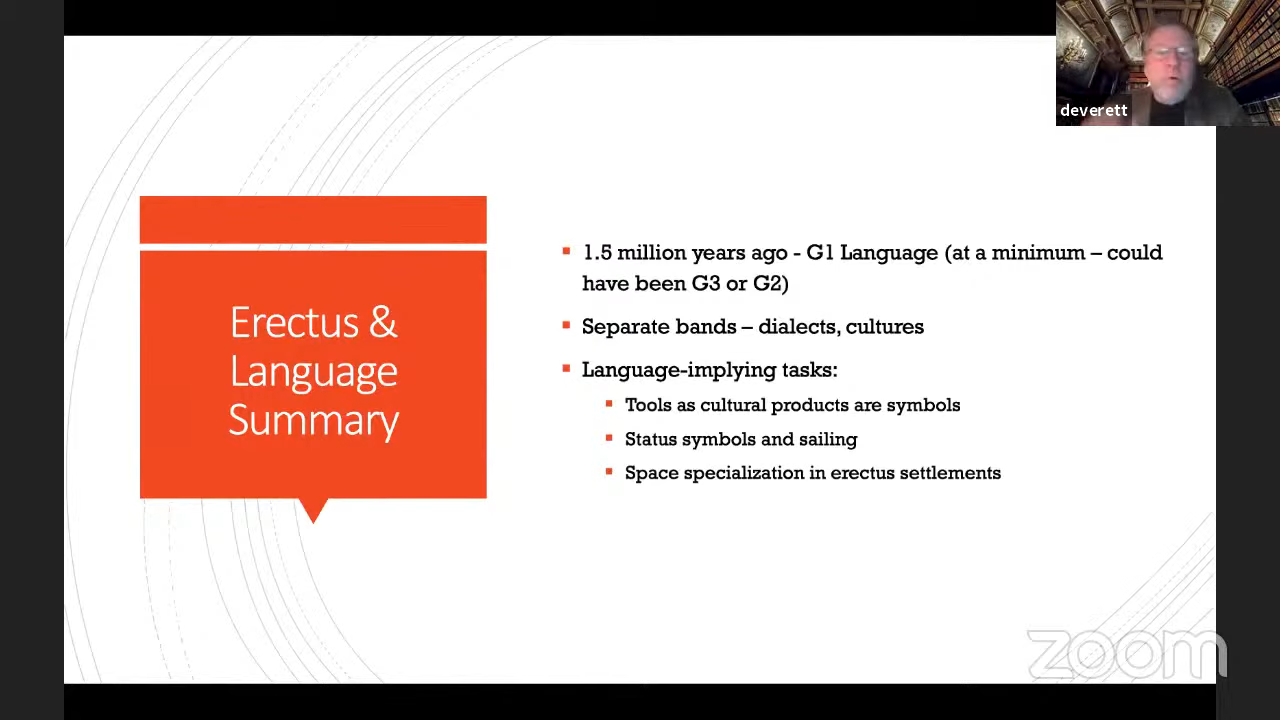 deverett
Erectus &
Language
Summary
1.5 million years ago - G1 Language (at a minimum – could
have been G3 or G2)
Separate bands – dialects, cultures
Language-implying tasks:
Tools as cultural products are symbols
Status symbols and sailing
Space specialization in erectus settlements
zoom